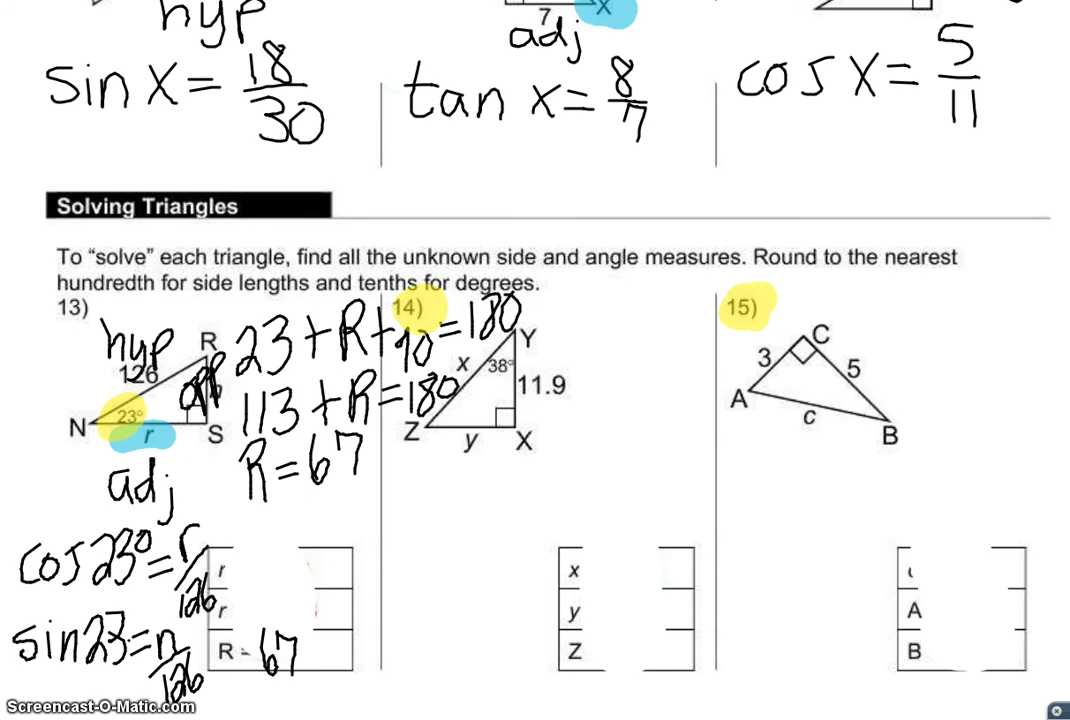 hyp
7
x
adj
sin x = 18/30
tan x = 8/7
cos x = 5/11
Solving Triangles
To “solve” each triangle, find all the unknown side and angle measures. Round to the nearest
hundredth for side lengths and tenths for degrees.
13)
hyp
126
R
opp
N
23°
r
S
adj
23 + R + 90 = 180
113 + R = 180
R = 67
cos 23° = r/126
sin 23 = n/126
r
r
R = 67
14)
Y
x
38°
11.9
Z
y
X
x
y
Z
15)
C
3
5
A
c
B
A
B
Screencast-O-Matic.com